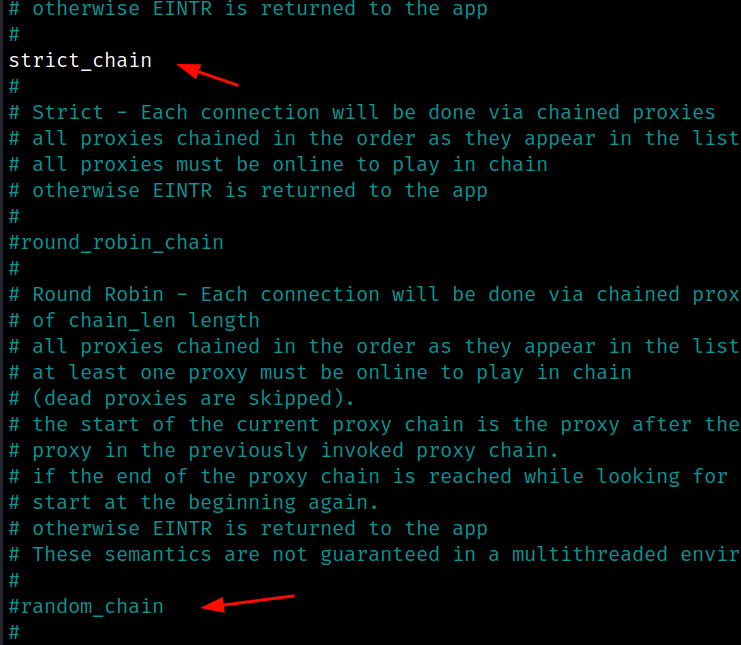 # otherwise EINTR is returned to the app
#
strict_chain
#
# Strict - Each connection will be done via chained proxies
# all proxies chained in the order as they appear in the list
# all proxies must be online to play in chain
# otherwise EINTR is returned to the app
#
#round_robin_chain
#
# Round Robin - Each connection will be done via chained prox
# of chain_len length
# all proxies chained in the order as they appear in the list
# at least one proxy must be online to play in chain
# (dead proxies are skipped).
# the start of the current proxy chain is the proxy after the
# proxy in the previously invoked proxy chain.
# if the end of the proxy chain is reached while looking for
# start at the beginning again.
# otherwise EINTR is returned to the app
# These semantics are not guaranteed in a multithreaded envir
#
#random_chain
#